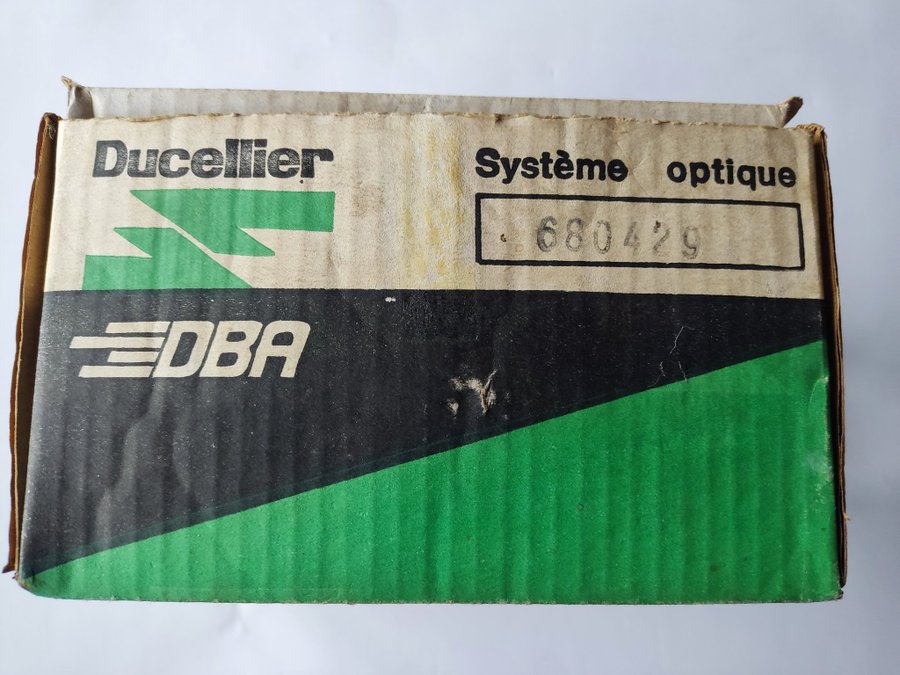 Ducellier
Système optique
680429
DBA